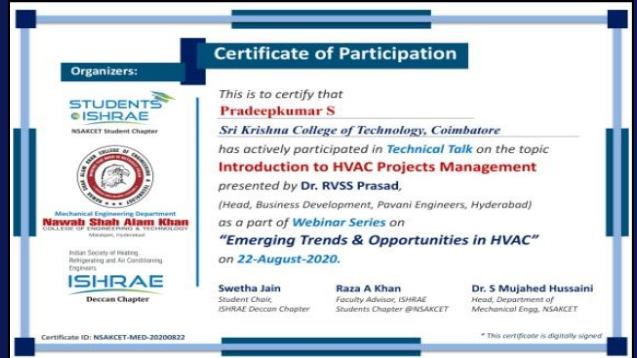 Certificate of Participation
Organizers:
STUDENTS
ISHRAE
NSAKCET Student Chapter
Mechanical Engineering Department
Nawab Shah Alam Khan
COLLEGE OF ENGINEERING & TECHNOLOGY
Malakpet, Hyderabad
Indian Society of Heating
Refrigerating and Air Conditioning
Engineers
ISHRAE
Deccan Chapter
This is to certify that
Pradeepkumar S
Sri Krishna College of Technology, Coimbatore
has actively participated in Technical Talk on the topic
Introduction to HVAC Projects Management
presented by Dr. RVSS Prasad,
(Head, Business Development, Pavani Engineers, Hyderabad)
as a part of Webinar Series on
“Emerging Trends & Opportunities in HVAC”
on 22-August-2020.
Swetha Jain
Student Chair,
ISHRAE Deccan Chapter
Raza A Khan
Faculty Advisor, ISHRAE
Students Chapter @NSAKCET
Dr. S Mujahed Hussaini
Head, Department of
Mechanical Engg, NSAKCET
Certificate ID: NSAKCET-MED-20200822
* This certificate is digitally signed